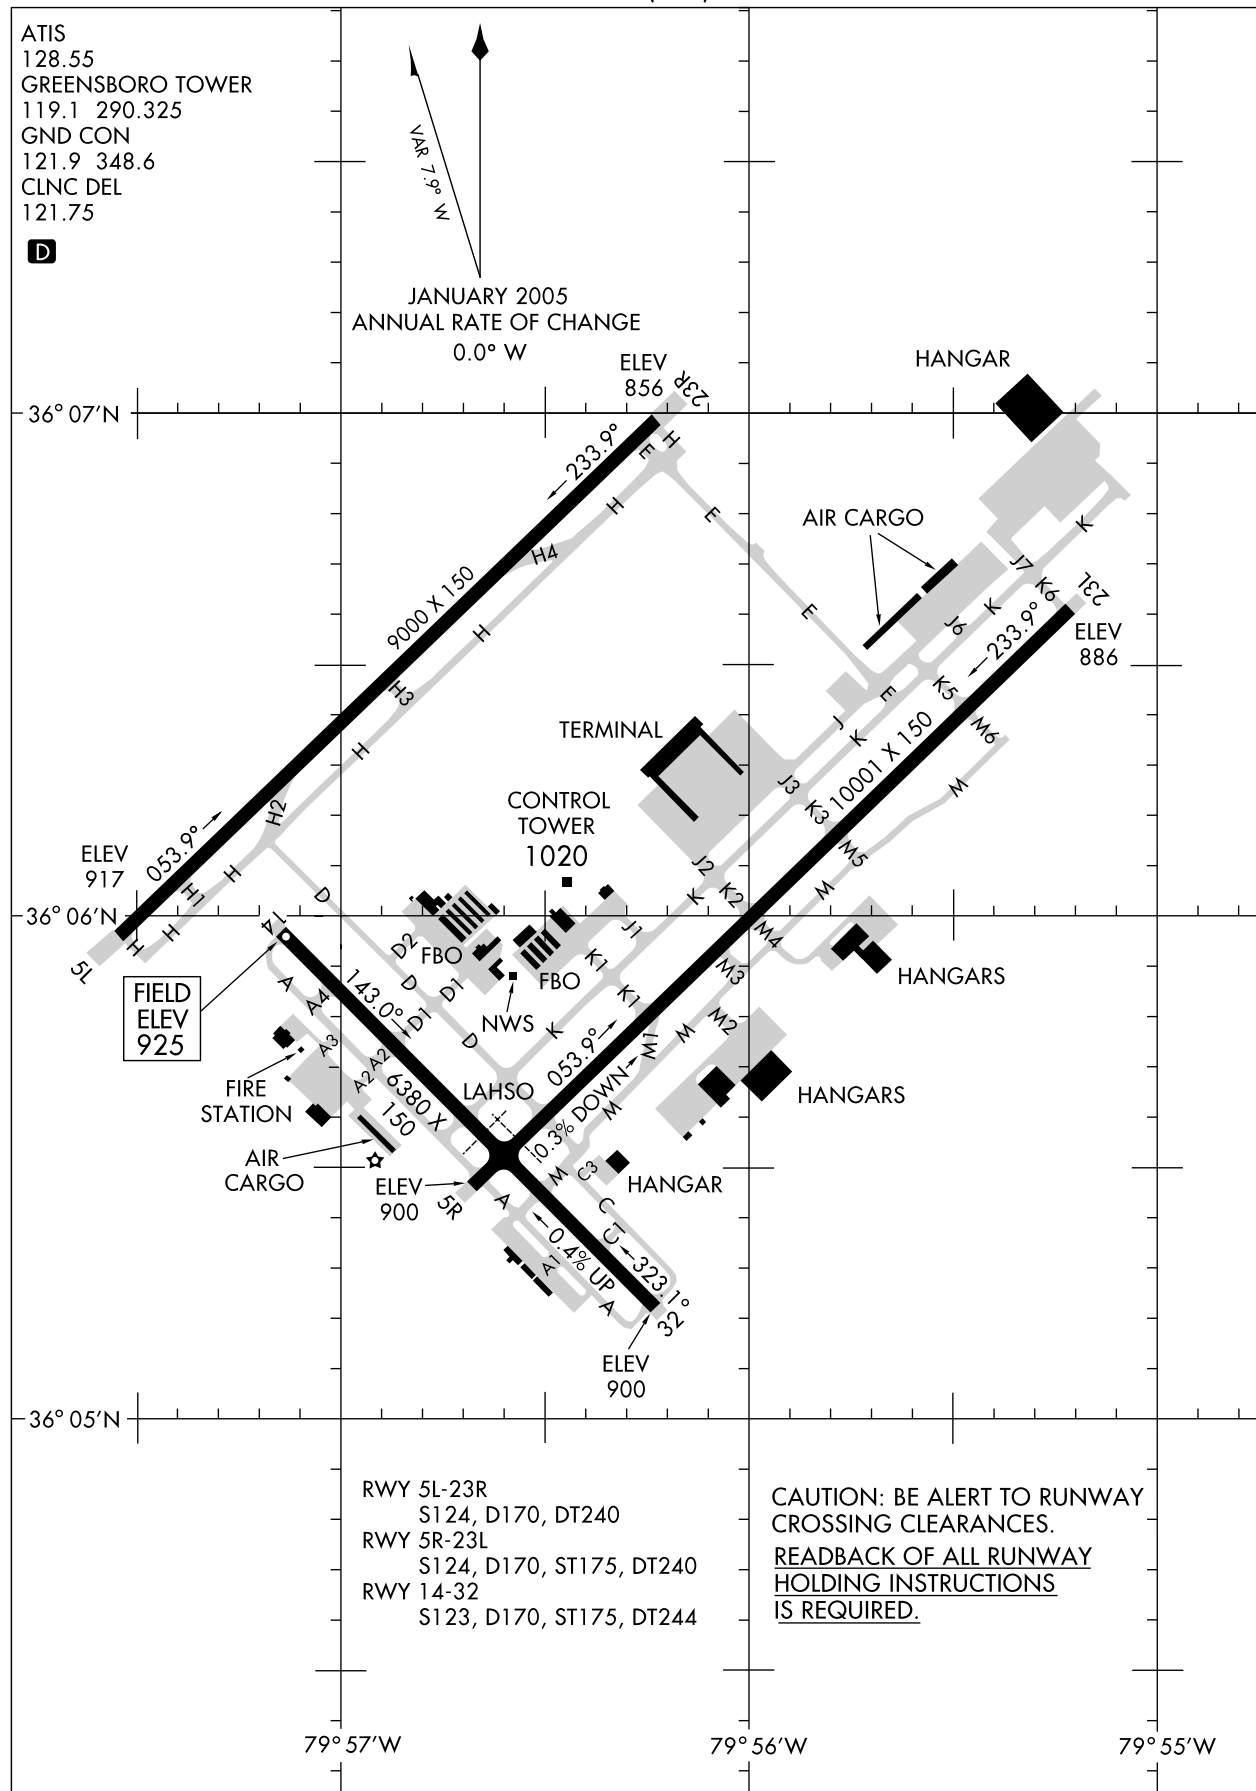 ATIS
128.55
GREENSBORO TOWER
119.1 290.325
GND CON
121.9 348.6
CLNC DEL
121.75
D
VAR 7.9° W
JANUARY 2005
ANNUAL RATE OF CHANGE
0.0° W
ELEV
856
23R
HANGAR
36° 07'N
233.9°
H
E
H
H4
E
AIR CARGO
K
J7
K6
23L
9000 X 150
H
E
J6
K
233.9°
ELEV
886
H3
E
K5
M6
TERMINAL
J
K
H
J3
K3
10001 X 150
M
CONTROL
TOWER
1020
H2
053.9°
ELEV
917
H
H1
J2
K2
K
M5
M
36° 06'N
H
H
5L
14
D
D2
FBO
J1
M4
FIELD
ELEV
925
A
A4
143.0°
D
D1
D1
NWS
FBO
K1
K1
M3
HANGARS
M2
M
A3
A2
A2
D
K
053.9°
M1
FIRE
STATION
6380 X
150
LAHSO
0.3% DOWN
M
HANGARS
AIR
CARGO
ELEV
900
5R
A
M
C3
HANGAR
C
C1
0.4% UP
323.1°
A1
A
32
ELEV
900
36° 05'N
RWY 5L-23R
S124, D170, DT240
RWY 5R-23L
S124, D170, ST175, DT240
RWY 14-32
S123, D170, ST175, DT244
CAUTION: BE ALERT TO RUNWAY
CROSSING CLEARANCES.
READBACK OF ALL RUNWAY
HOLDING INSTRUCTIONS
IS REQUIRED.
79°57'W
79°56'W
79°55'W